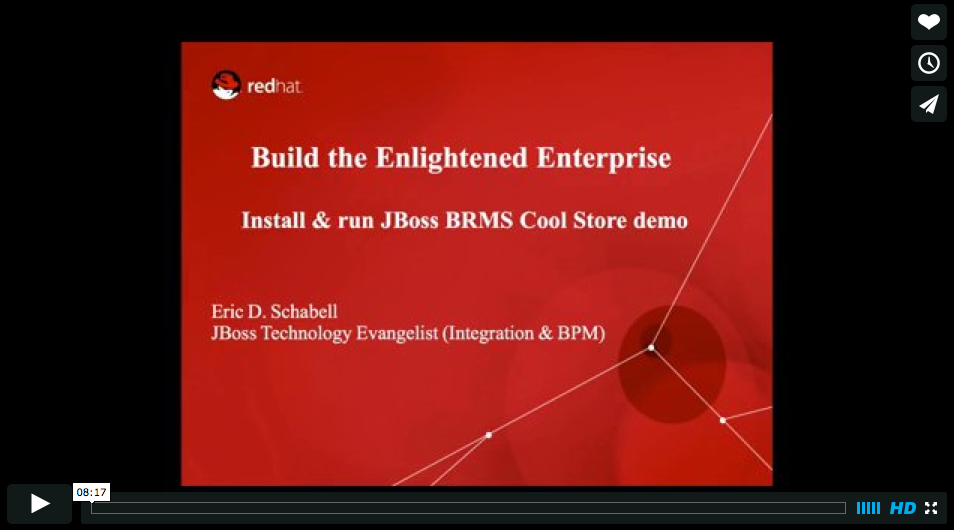 redhat.
Build the Enlightened Enterprise
Install & run JBoss BRMS Cool Store demo
Eric D. Schabell
JBoss Technology Evangelist (Integration & BPM)
08:17
HD